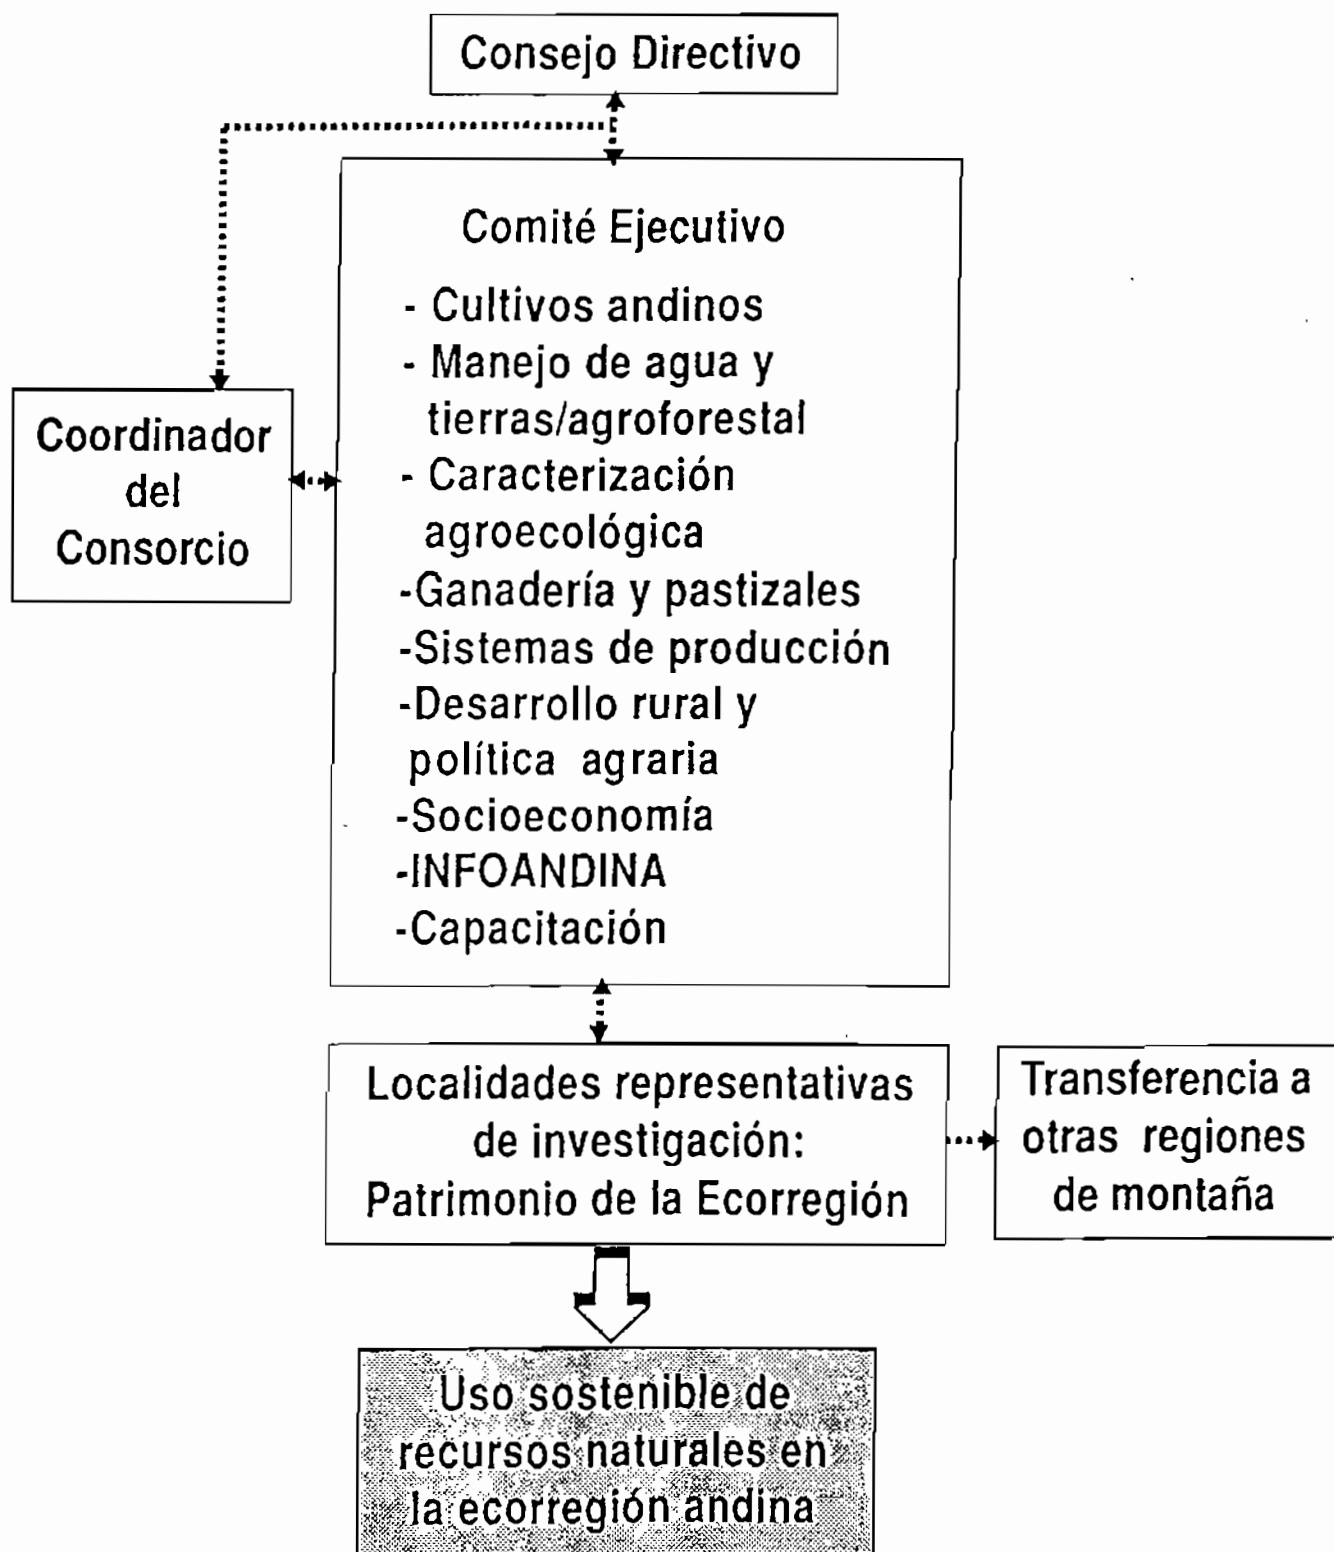 Consejo Directivo
Comité Ejecutivo
- Cultivos andinos
- Manejo de agua y
tierras/agroforestal
- Caracterización
agroecológica
-Ganadería y pastizales
-Sistemas de producción
-Desarrollo rural y
política agraria
-Socioeconomía
-INFOANDINA
-Capacitación
Coordinador
del
Consorcio
Localidades representativas
de investigación:
Patrimonio de la Ecorregión
Transferencia a
otras regiones
de montaña
Uso sostenible de
recursos naturales en
la ecorregión andina